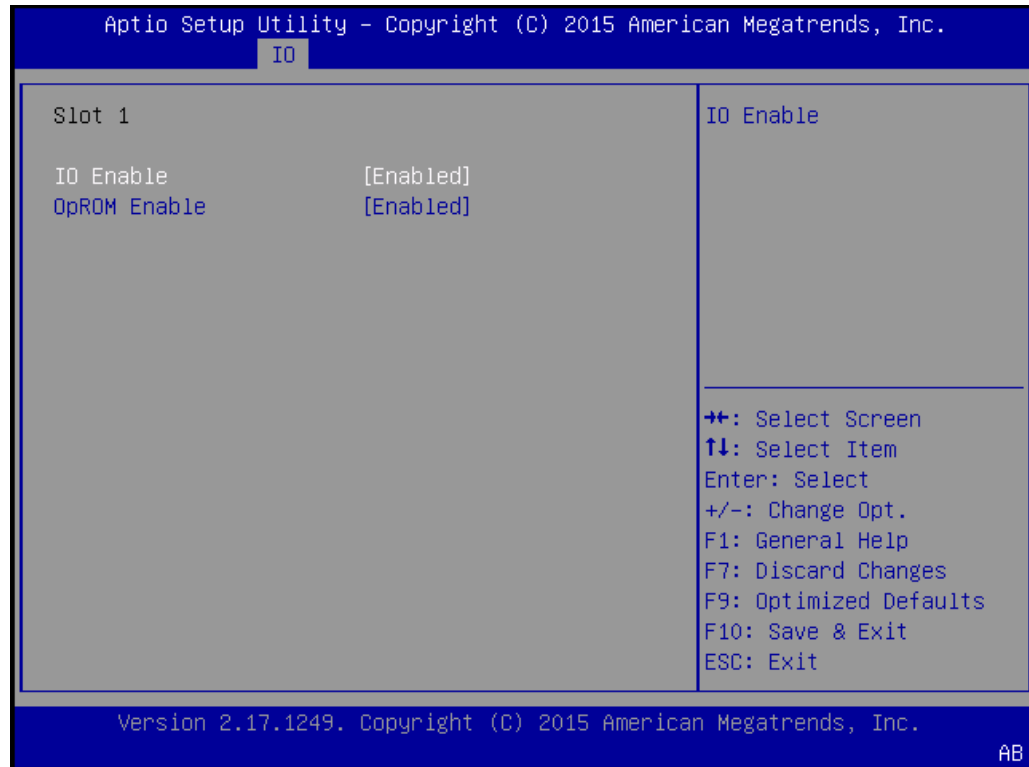 Aptio Setup Utility – Copyright (C) 2015 American Megatrends, Inc.
IO
Slot 1
IO Enable [Enabled]
OpROM Enable [Enabled]
IO Enable
→←: Select Screen
↑↓: Select Item
Enter: Select
+/-: Change Opt.
F1: General Help
F7: Discard Changes
F9: Optimized Defaults
F10: Save & Exit
ESC: Exit
Version 2.17.1249. Copyright (C) 2015 American Megatrends, Inc.
AB